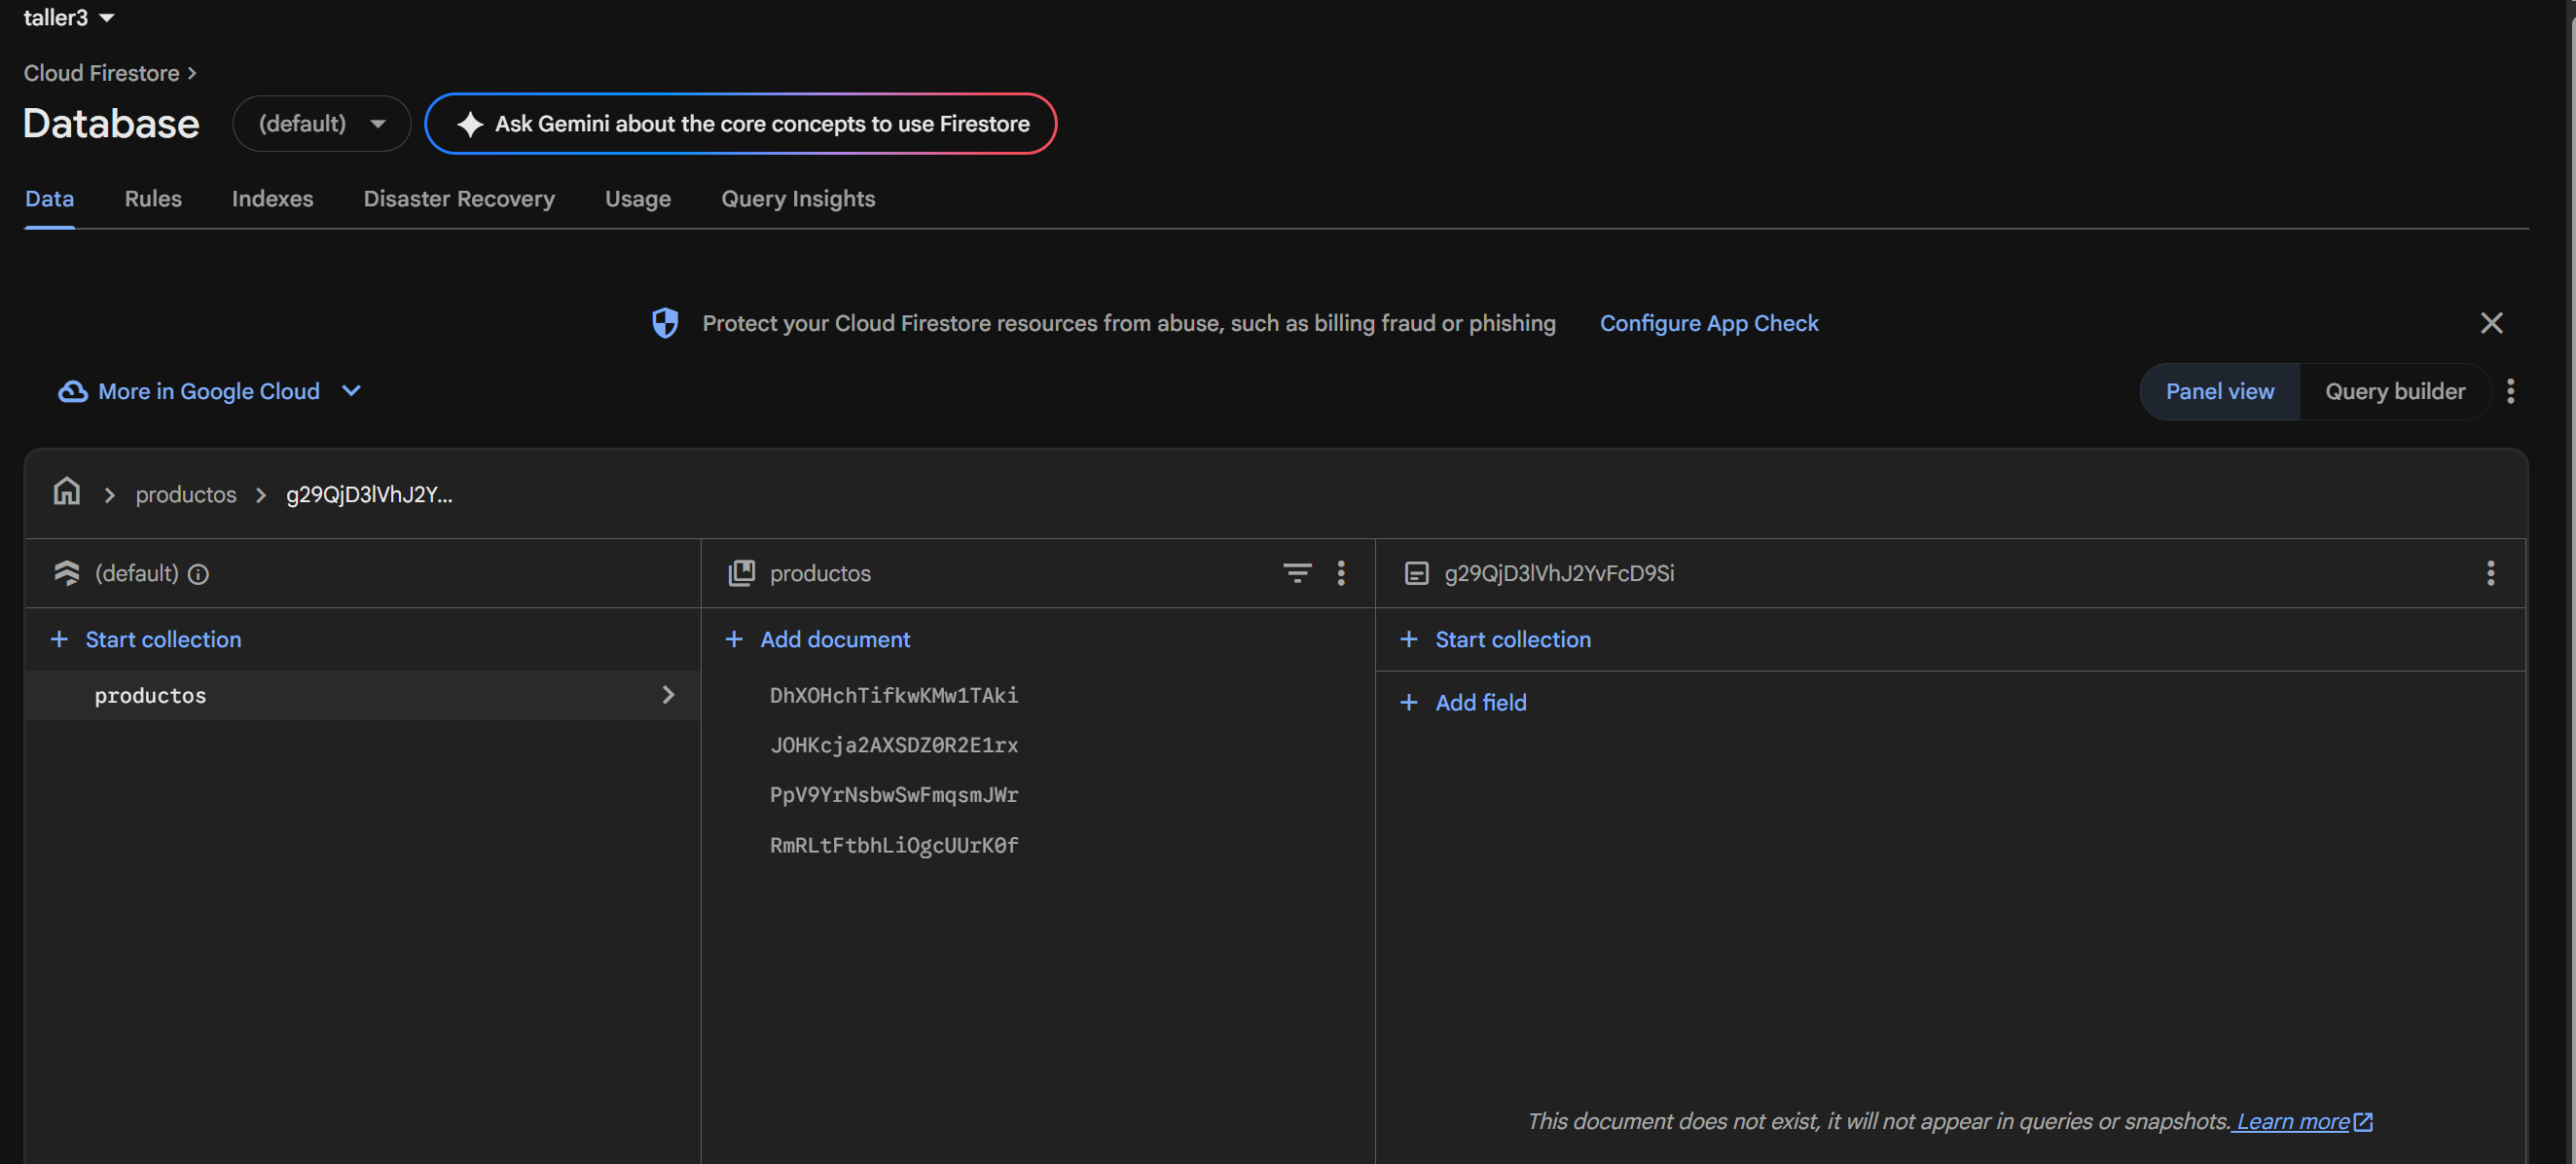 taller3
Cloud Firestore
Database
(default)
Ask Gemini about the core concepts to use Firestore
Data
Rules
Indexes
Disaster Recovery
Usage
Query Insights
Protect your Cloud Firestore resources from abuse, such as billing fraud or phishing
Configure App Check
More in Google Cloud
Panel view
Query builder
productos
g29QjD3lVhJ2Y...
(default)
productos
g29QjD3lVhJ2YvFcD9Si
+ Start collection
+ Add document
+ Start collection
productos
DhXOHchTifkwKMw1TAki
JOHKcja2AXSDZ0R2E1rx
PpV9YrNsbwSwFmqsmJWr
RmRLtFtbhLiOgcUUrK0f
+ Add field
This document does not exist, it will not appear in queries or snapshots. Learn more